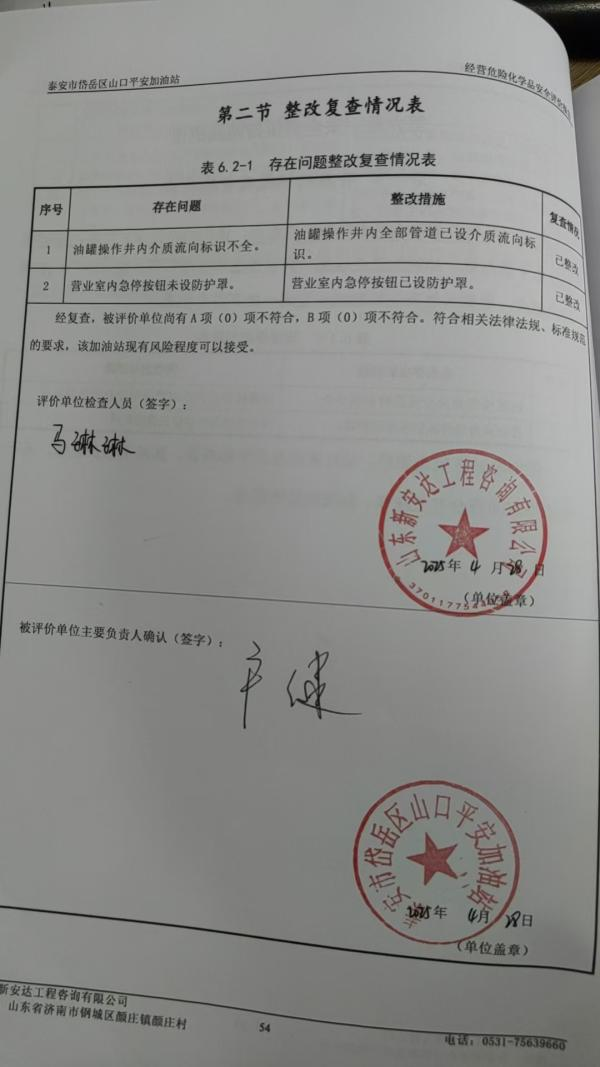 泰安市岱岳区山口平安加油站
经营危险化学品安全评价报告
第二节 整改复查情况表
表 6.2-1 存在问题整改复查情况表
序号 存在问题 整改措施 复查情况
1 油罐操作井内介质流向标识不全。 油罐操作井内全部管道已设介质流向标识。 已整改
2 营业室内急停按钮未设防护罩。 营业室内急停按钮已设防护罩。 已整改
经复查，被评价单位尚有 A 项（0）项不符合，B 项（0）项不符合。符合相关法律法规、标准规范
的要求，该加油站现有风险程度可以接受。
评价单位检查人员（签字）：
马琳琳
山东新安达工程咨询有限公司
2025年 4 月 28 日
（单位盖章）
被评价单位主要负责人确认（签字）：
泰安市岱岳区山口平安加油站
2025年 4月 28日
（单位盖章）
新安达工程咨询有限公司
山东省济南市钢城区颜庄镇颜庄村
54
电话：0531-75639660